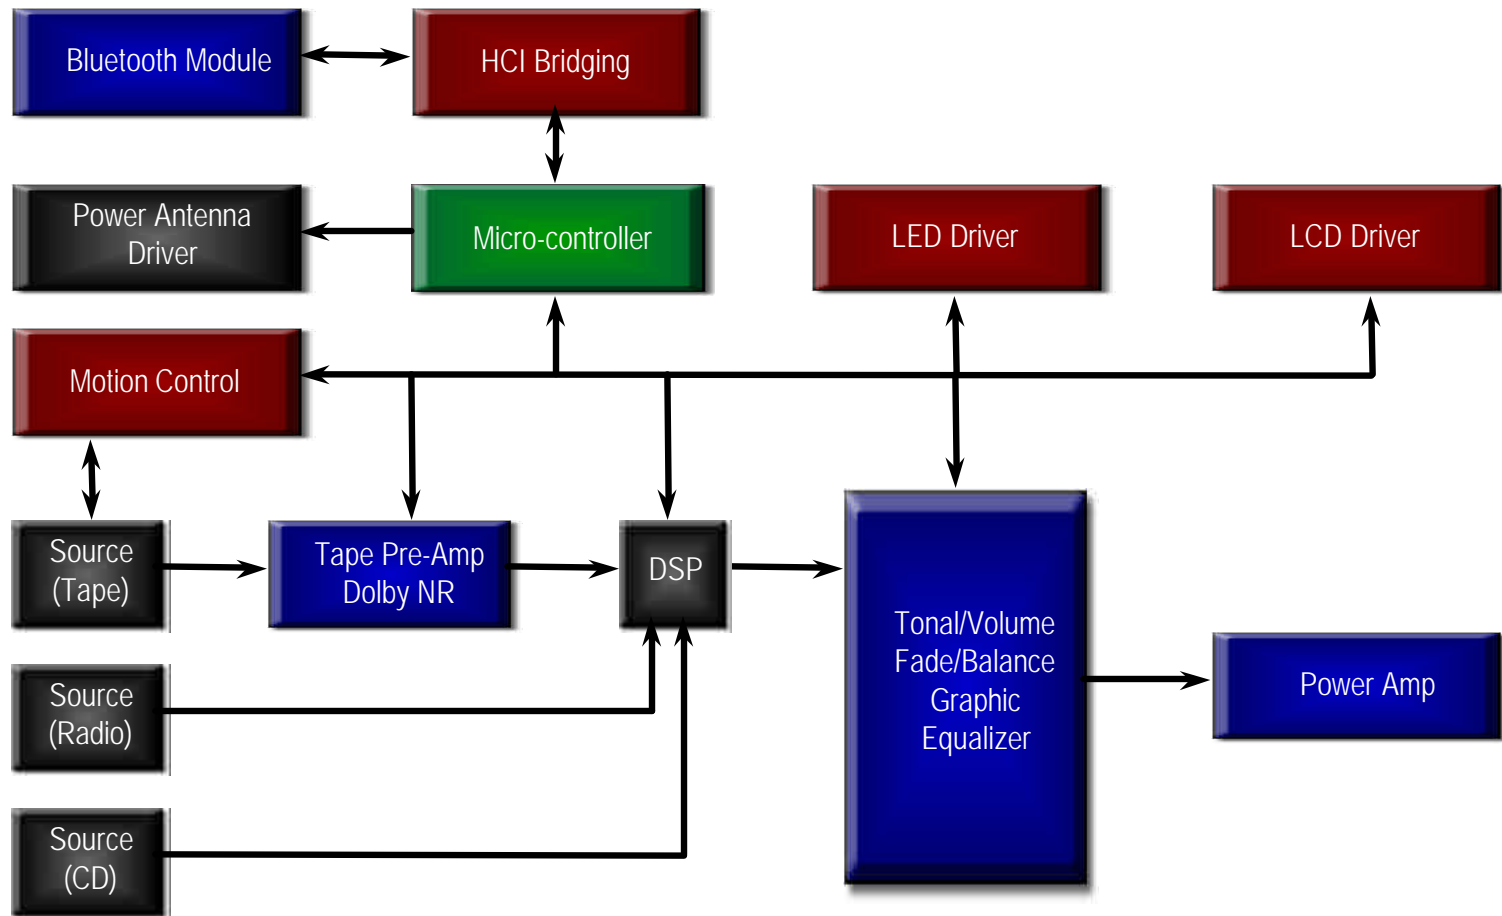 Bluetooth Module
HCI Bridging
Power Antenna
Driver
Micro-controller
LED Driver
LCD Driver
Motion Control
Source
(Tape)
Tape Pre-Amp
Dolby NR
DSP
Tonal/Volume
Fade/Balance
Graphic
Equalizer
Power Amp
Source
(Radio)
Source
(CD)